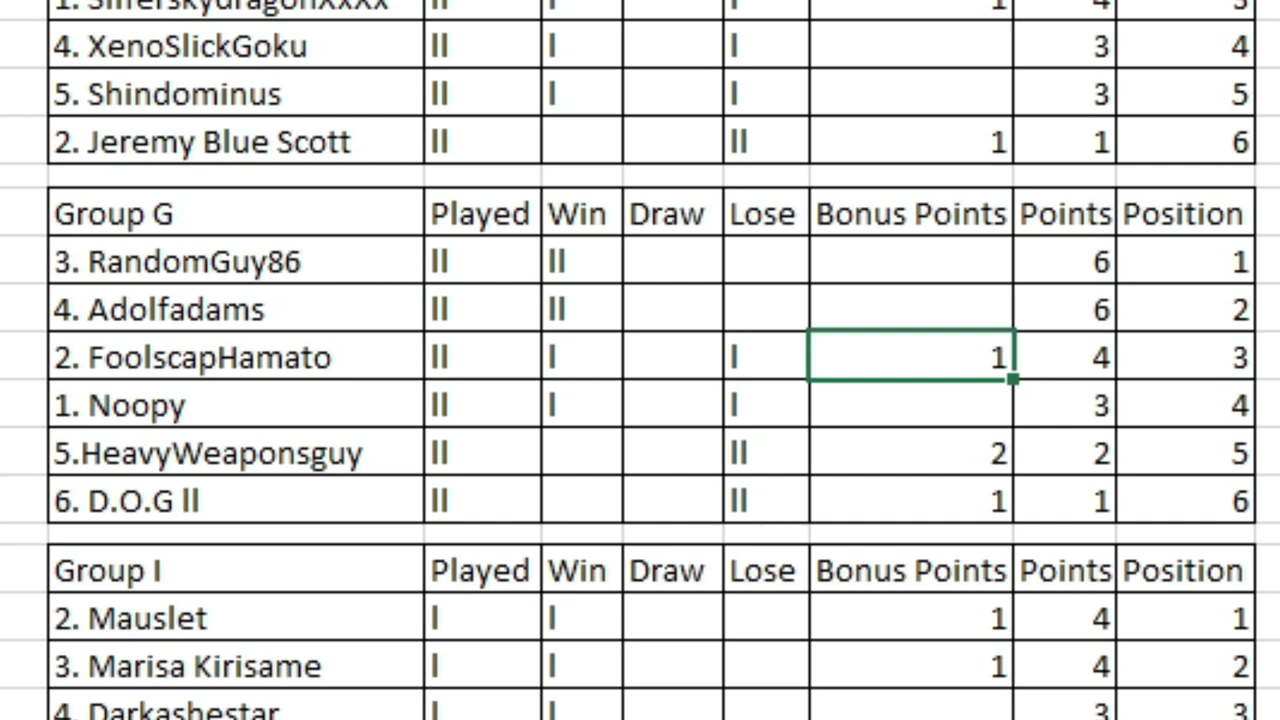 1. SlifferskydragonXxXx ll l l 1 4 3
4. XenoSlickGoku ll l l 3 4
5. Shindominus ll l l 3 5
2. Jeremy Blue Scott ll ll 1 1 6
Group G Played Win Draw Lose Bonus Points Points Position
3. RandomGuy86 ll ll 6 1
4. Adolfadams ll ll 6 2
2. FoolscapHamato ll l l 1 4 3
1. Noopy ll l l 3 4
5.HeavyWeaponsguy ll ll 2 2 5
6. D.O.G ll ll ll 1 1 6
Group I Played Win Draw Lose Bonus Points Points Position
2. Mauslet l l 1 4 1
3. Marisa Kirisame l l 1 4 2
4. Darkashestar l l 3 3